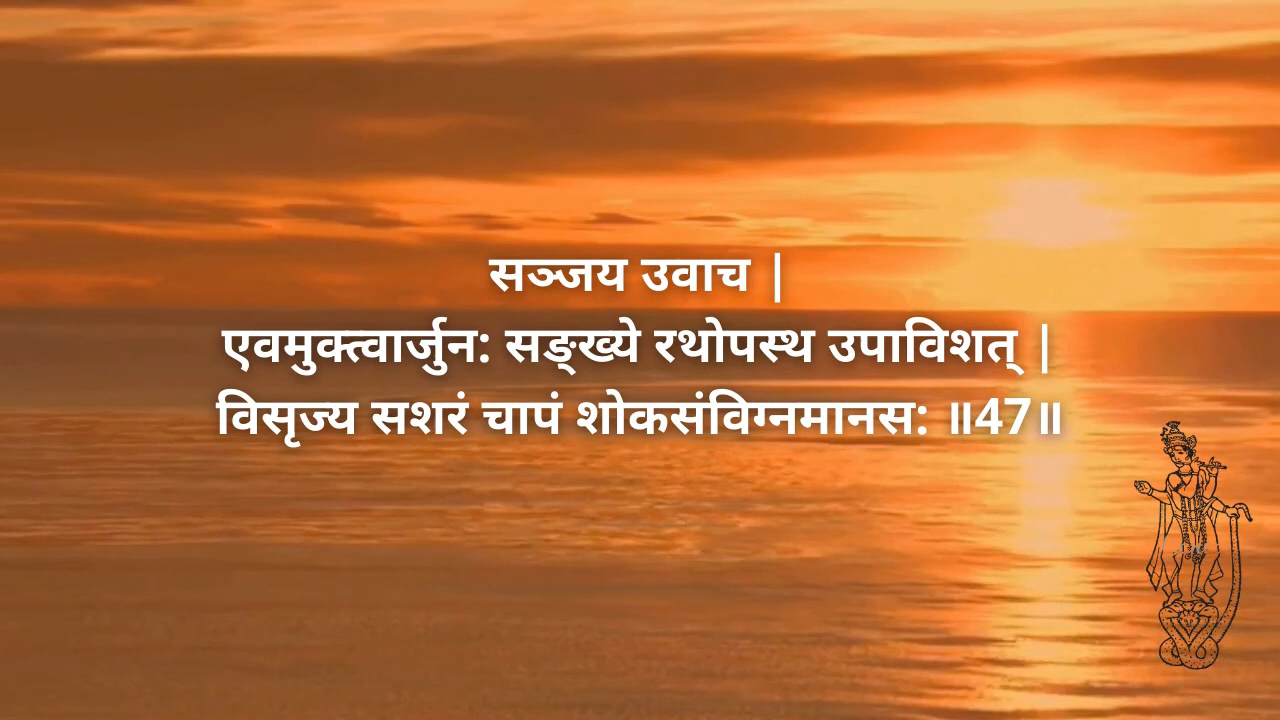 सञ्जय उवाच |
एवमुक्त्वार्जुन: सङ्ख्ये रथोपस्थ उपाविशत् |
विसृज्य सशरं चापं शोकसंविग्नमानस: ॥47॥